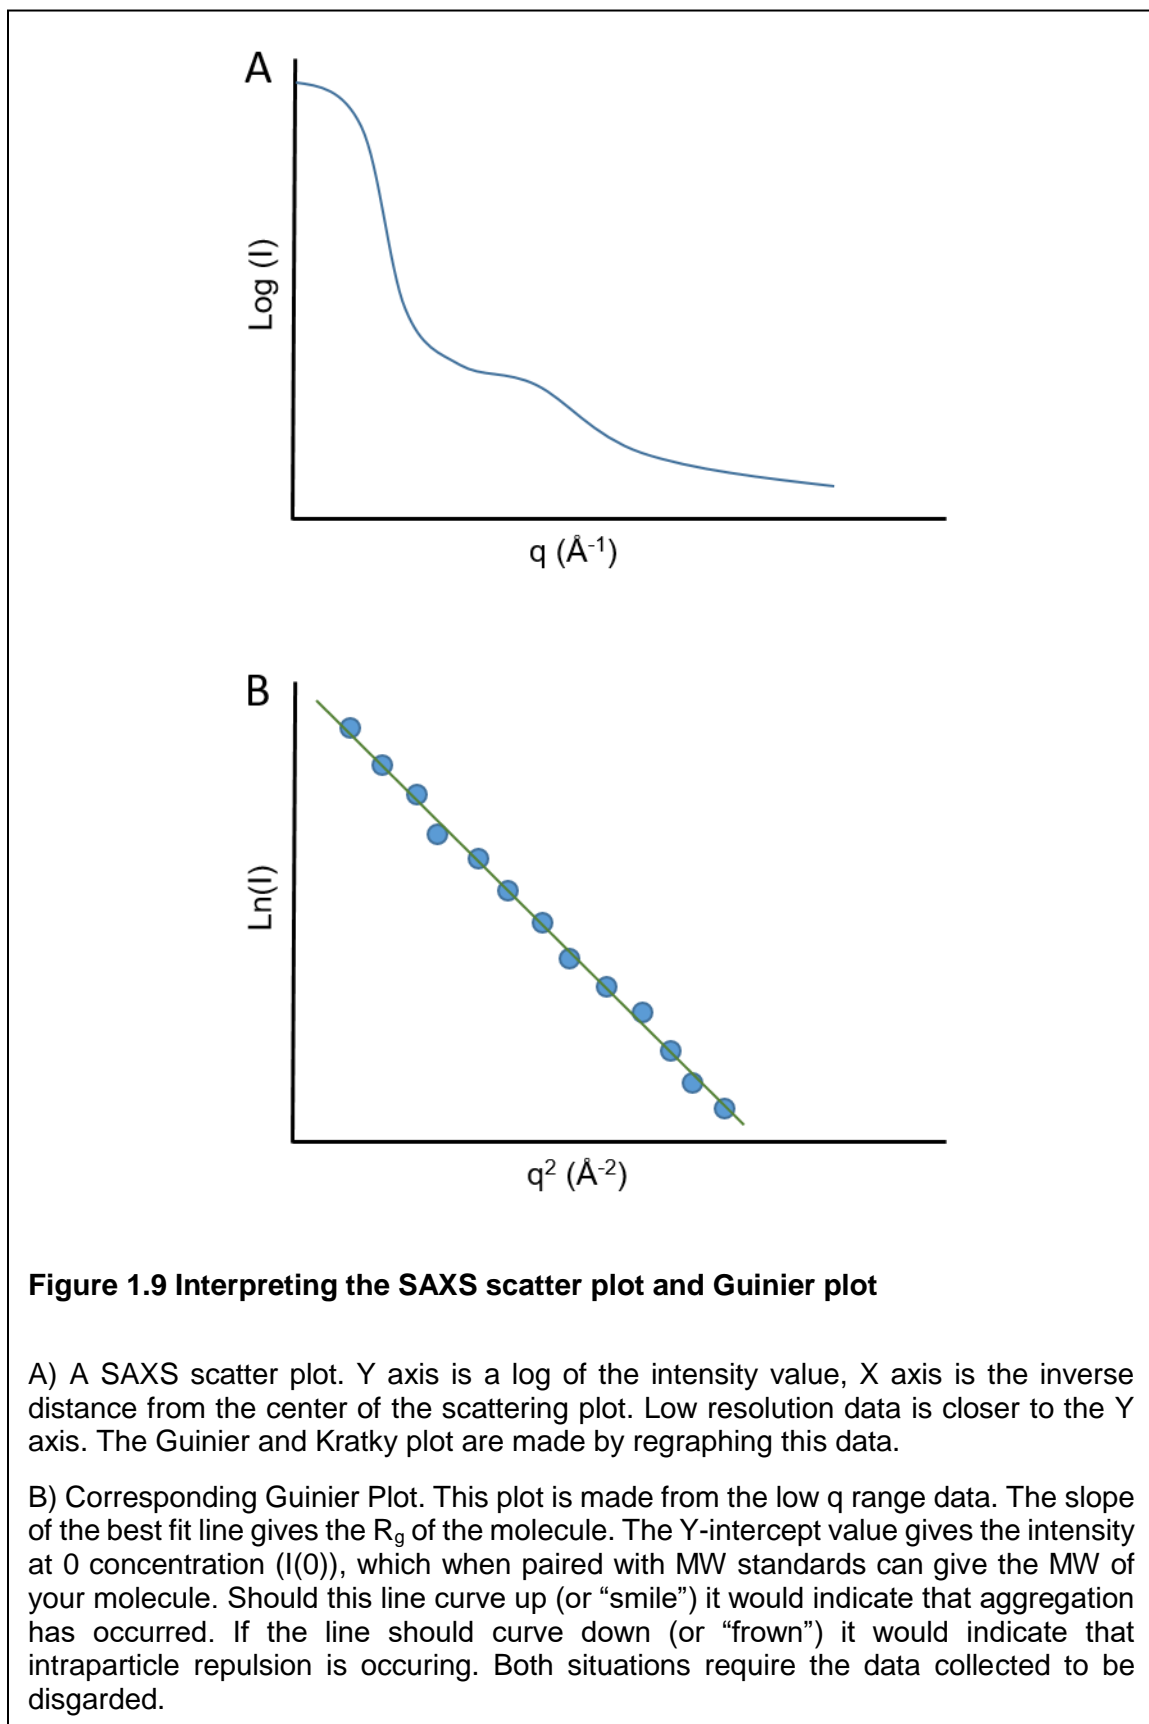 A
Log (I)
q (Å-1)
B
Ln(I)
q2 (Å-2)
Figure 1.9 Interpreting the SAXS scatter plot and Guinier plot
A) A SAXS scatter plot. Y axis is a log of the intensity value, X axis is the inverse
distance from the center of the scattering plot. Low resolution data is closer to the Y
axis. The Guinier and Kratky plot are made by regraphing this data.
B) Corresponding Guinier Plot. This plot is made from the low q range data. The slope
of the best fit line gives the Rg of the molecule. The Y-intercept value gives the intensity
at 0 concentration (I(0)), which when paired with MW standards can give the MW of
your molecule. Should this line curve up (or “smile”) it would indicate that aggregation
has occurred. If the line should curve down (or “frown”) it would indicate that
intraparticle repulsion is occuring. Both situations require the data collected to be
disgarded.